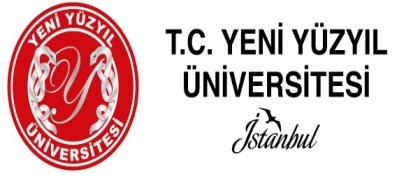 YENİ YÜZYIL
Y
ÜNİVERSİTESİ
T.C. YENİ YÜZYIL
ÜNİVERSİTESİ
İstanbul